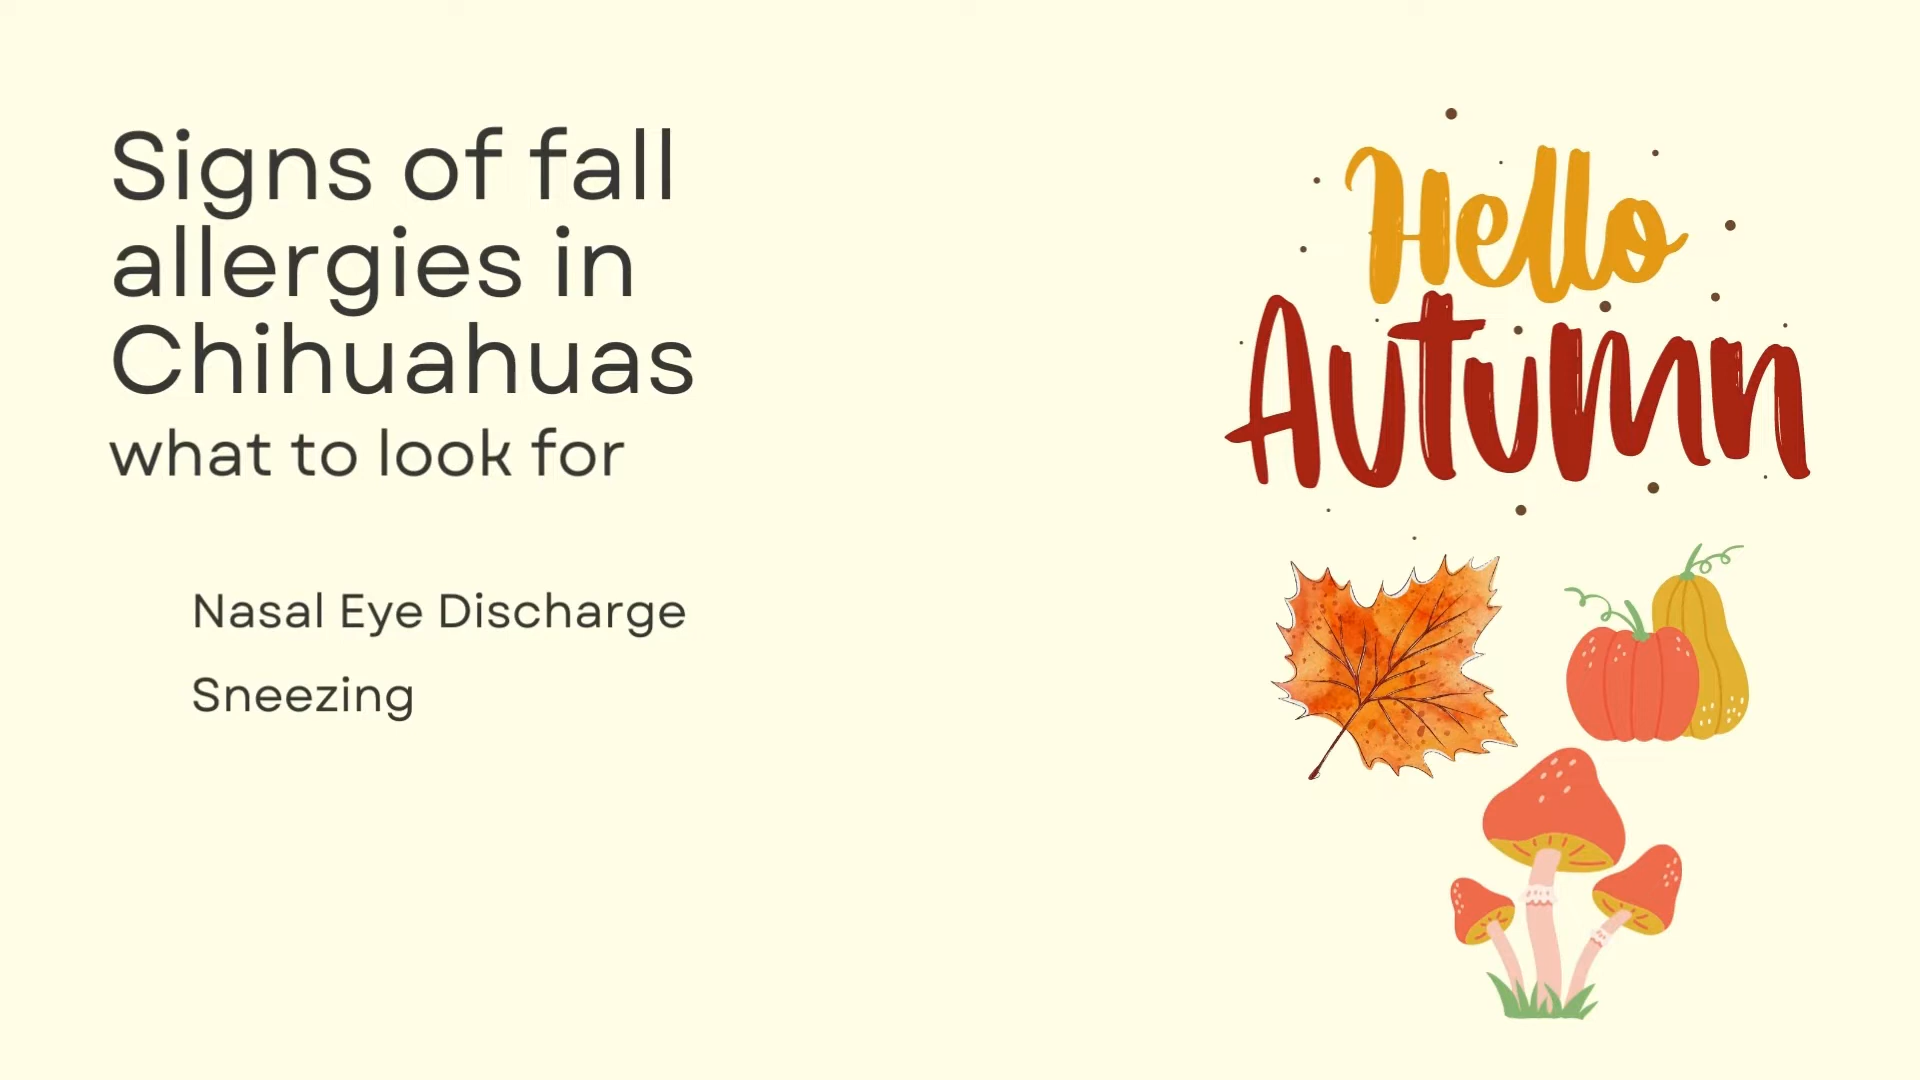 Signs of fall
allergies in
Chihuahuas
what to look for
Nasal Eye Discharge
Sneezing
Hello
Autumn